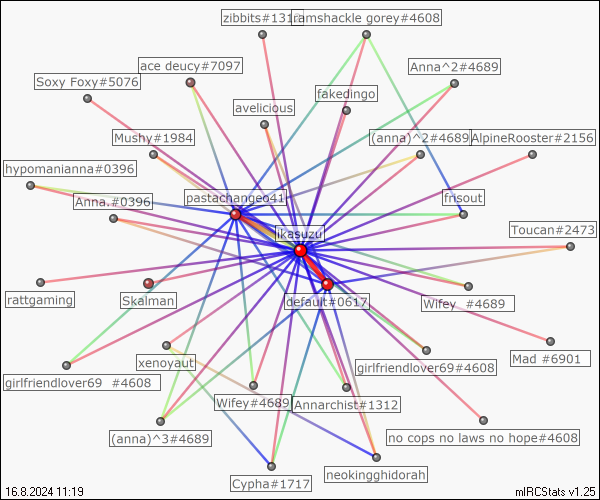 zibbits#131
ramshackle gorey#4608
ace deucy#7097
Anna^2#4689
Soxy Foxy#5076
fakedingo
avelicious
Mushy#1984
(anna)^2#4689
AlpineRooster#2156
hypomanianna#0396
pastachangeo41
frisout
Anna.#0396
ikasuzu
Toucan#2473
rattgaming
Skalman
default#0617
Wifey_#4689
xenoyaut
girlfriendlover69#4608
Mad #6901
girlfriendlover69 #4608
Wifey#4689
Annarchist#1312
(anna)^3#4689
no cops no laws no hope#4608
Cypha#1717
neokingghidorah
16.8.2024 11:19
mIRCStats v1.25